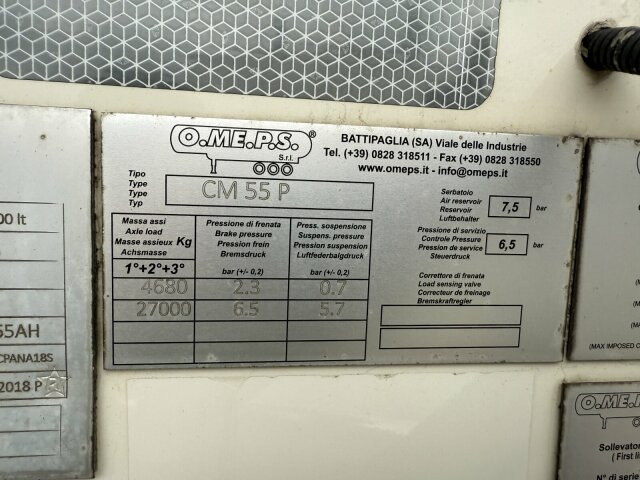 O.ME.P.S.®
S.r.l.
BATTIPAGLIA (SA) Viale delle Industrie
Tel. (+39) 0828 318511 - Fax (+39) 0828 318550
www.omeps.it - info@omeps.it
Tipo
Type
Type
Typ
CM 55 P
Massa assi
Axle load
Masse assieux Kg
Achsmasse
Pressione di frenata
Brake pressure
Pression frein
Bremsdruck
Press. sospensione
Suspens. pressure
Pression suspension
Luftfederbalgdruck
1°+2°+3°
bar (+/- 0,2)
bar (+/- 0,2)
4680 2.3 0.7
27000 6.5 5.7
Serbatoio
Air reservoir
Reservoir
Luftbehalter
7,5 bar
Pressione di servizio
Controle Pressure
Pression de service
Steuerdruck
6,5 bar
Correttore di frenata
Load sensing valve
Correcteur de freinage
Bremskraftregler
00 lt
55AH
CPANA18S
2018 P
(MAX IMPOSED
O.ME.P
Sollevator
(First li
N° di serie